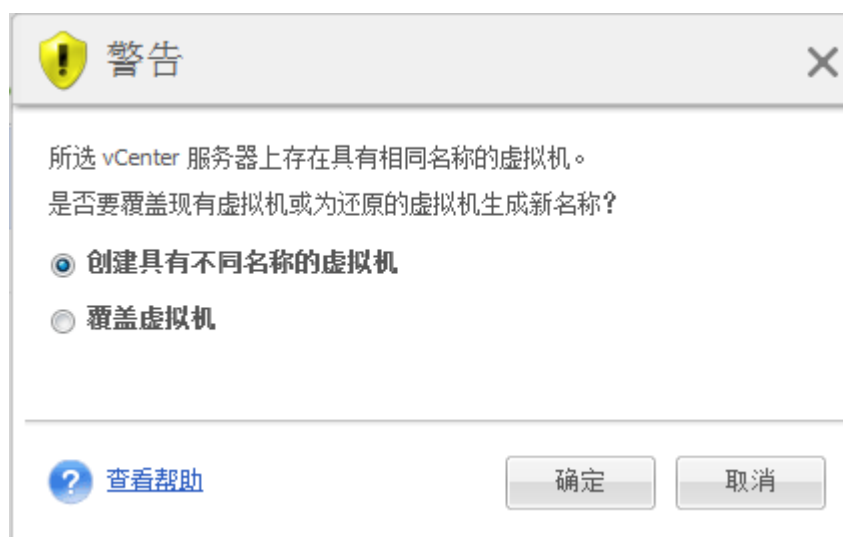 警告
所选 vCenter 服务器上存在具有相同名称的虚拟机。
是否要覆盖现有虚拟机或为还原的虚拟机生成新名称?
创建具有不同名称的虚拟机
覆盖虚拟机
查看帮助
确定
取消